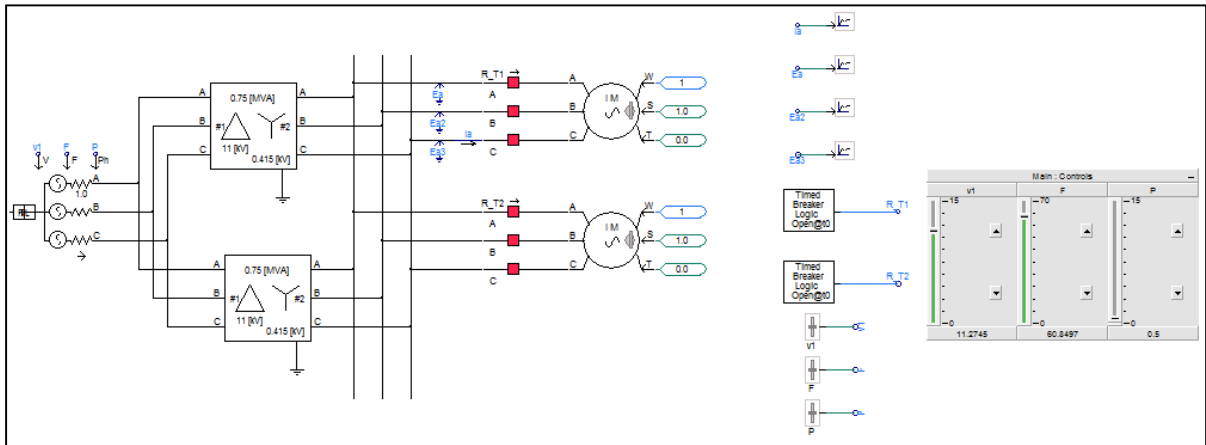 v1 F P
V F Ph
A
1.0
B
C
A 0.75 [MVA] A
B #1 #2 B
C 11 [kV] C
0.415 [kV]
A 0.75 [MVA] A
B #1 #2 B
C 11 [kV] C
0.415 [kV]
Ea
Ea2
Ea3
Ia
R_T1
A
B
C
A
B
C
I M
W
S
T
1
1.0
0.0
R_T2
A
B
C
A
B
C
I M
W
S
T
1
1.0
0.0
Ia
Ea
Ea2
Ea3
Timed
Breaker
Logic
Open@t0
R_T1
Timed
Breaker
Logic
Open@t0
R_T2
v1
F
P
Main : Controls
v1 F P
15 70 15
0 0 0
11.2745 60.8497 0.5